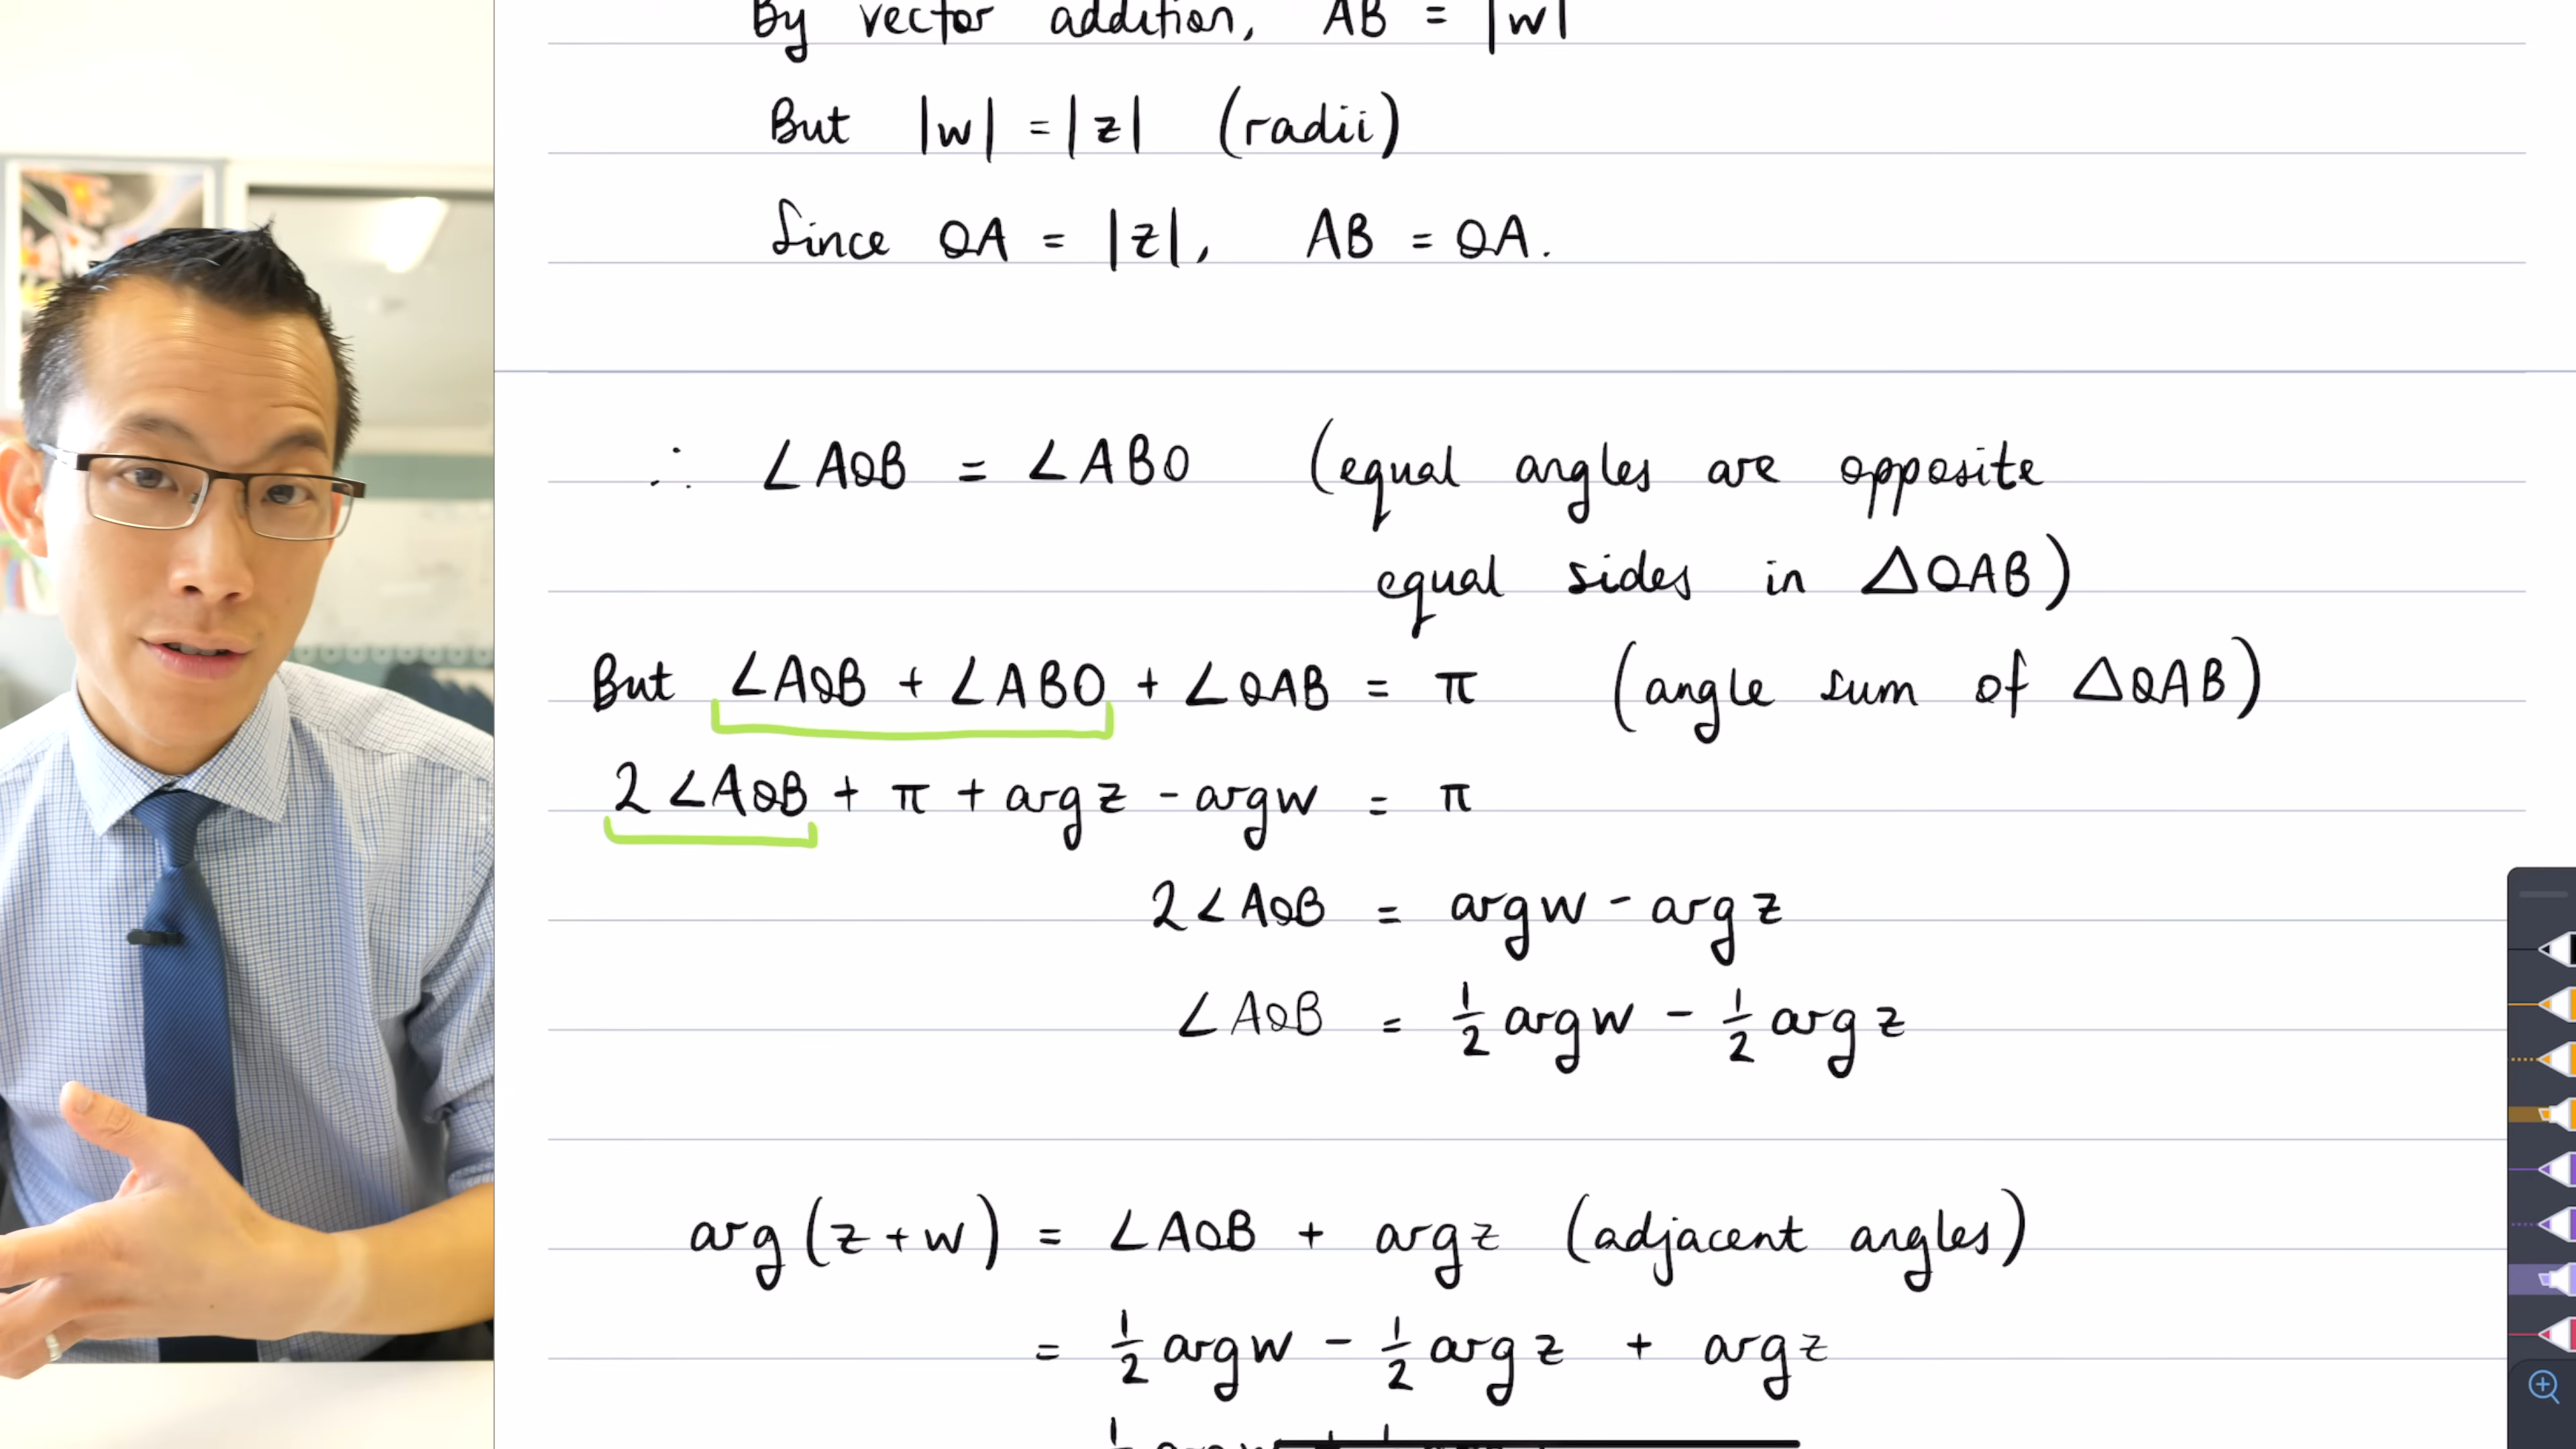 By vector addition, AB = |w|
But |w| = |z| (radii)
Since OA = |z|, AB = OA.
∴ ∠AOB = ∠ABO (equal angles are opposite
equal sides in △OAB)
But ∠AOB + ∠ABO + ∠OAB = π (angle sum of △OAB)
2∠AOB + π + arg z - arg w = π
2∠AOB = arg w - arg z
∠AOB = 1/2 arg w - 1/2 arg z
arg(z+w) = ∠AOB + arg z (adjacent angles)
= 1/2 arg w - 1/2 arg z + arg z